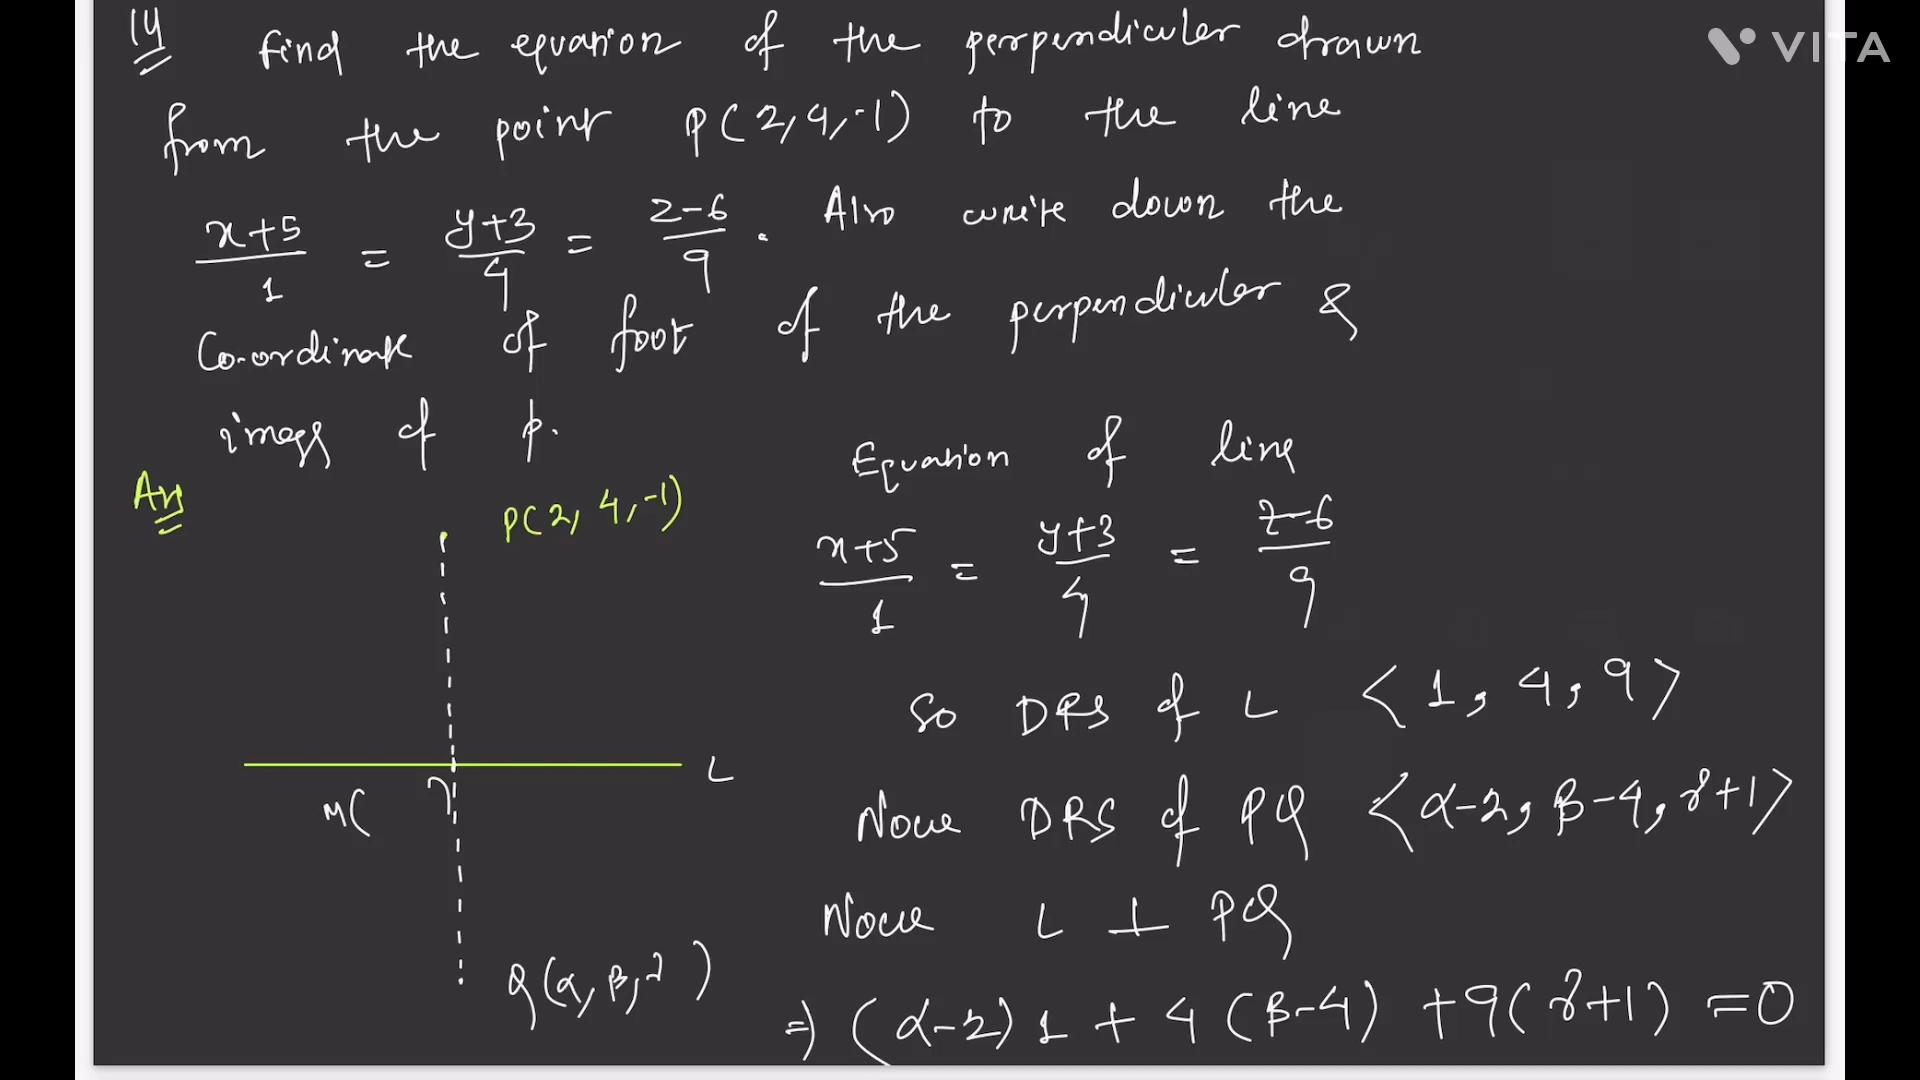 14 Find the equation of the perpendicular drawn
from the point P(2,4,-1) to the line
x+5/1 = y+3/4 = z-6/9 . Also write down the
Co-ordinate of foot of the perpendicular &
image of P.
Ans
P(2, 4, -1)
L
M( )
Q(α, β, γ)
Equation of line
x+5/1 = y+3/4 = z-6/9
So DRS of L <1, 4, 9>
Now DRS of PQ <α-2, β-4, γ+1>
Now L ⊥ PQ
⇒ (α-2)1 + 4(β-4) + 9(γ+1) = 0
VITA